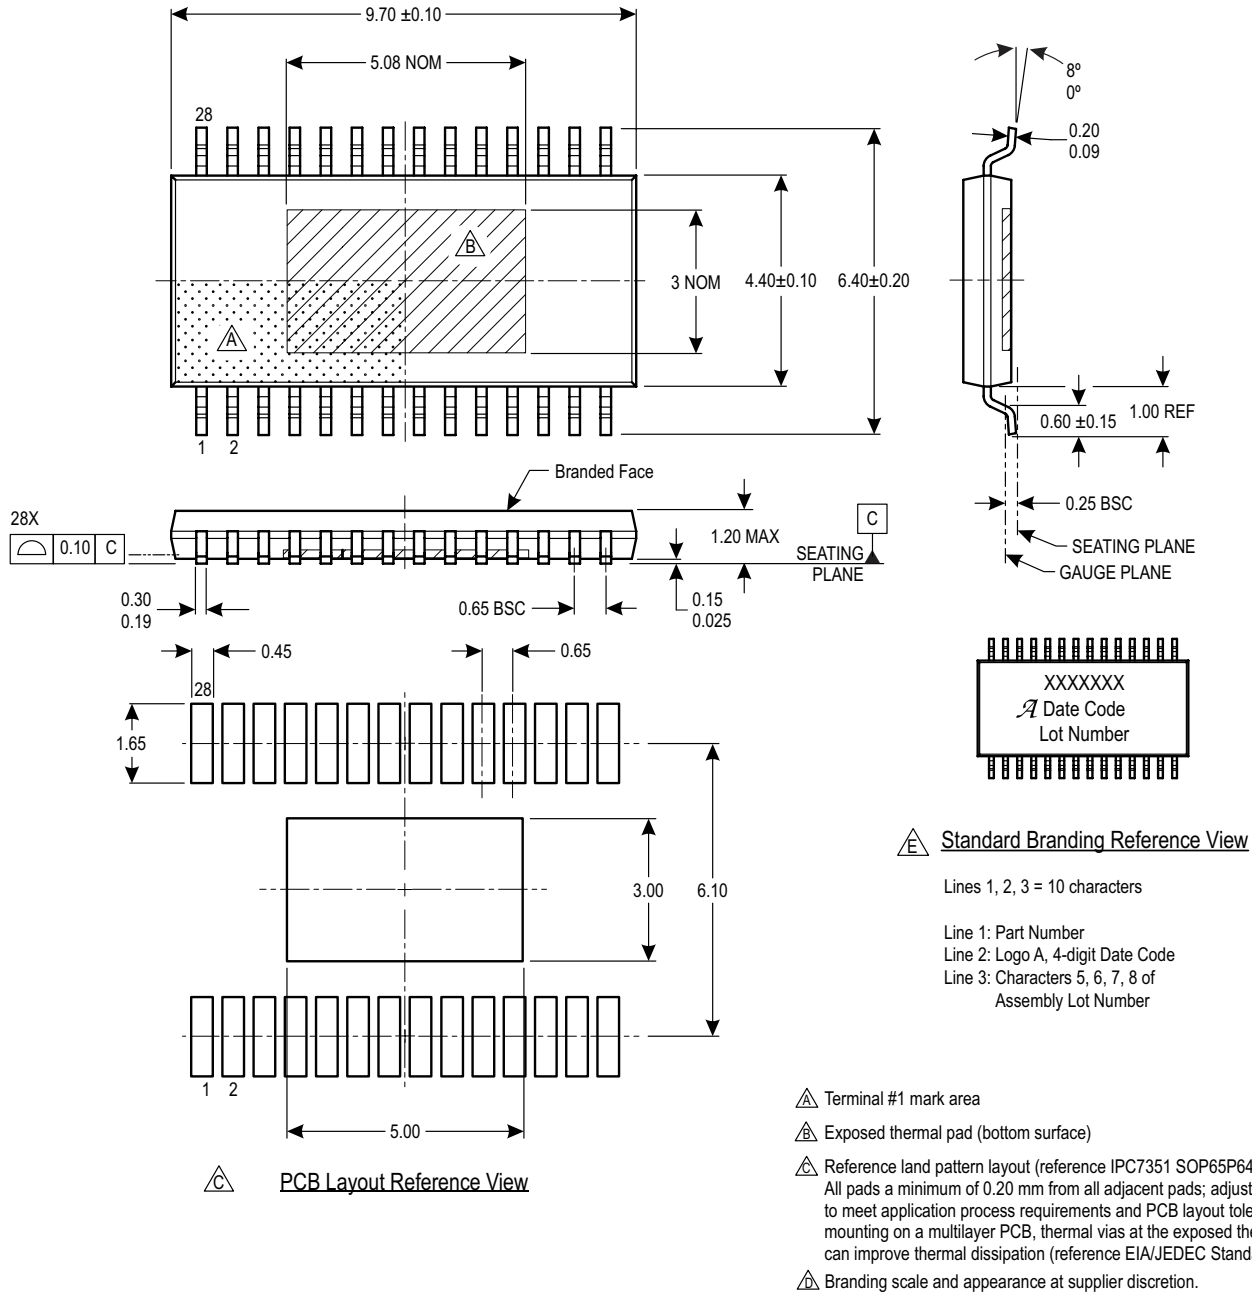 9.70 ±0.10
5.08 NOM
28
8º
0º
0.20
0.09
B
3 NOM
4.40±0.10
6.40±0.20
A
1 2
0.60 ±0.15
1.00 REF
0.25 BSC
SEATING PLANE
GAUGE PLANE
Branded Face
28X
0.10 C
1.20 MAX
C
SEATING
PLANE
0.30
0.19
0.65 BSC
0.15
0.025
0.45
0.65
28
1.65
3.00
6.10
1 2
5.00
C PCB Layout Reference View
XXXXXXX
A Date Code
Lot Number
E Standard Branding Reference View
Lines 1, 2, 3 = 10 characters
Line 1: Part Number
Line 2: Logo A, 4-digit Date Code
Line 3: Characters 5, 6, 7, 8 of
Assembly Lot Number
A Terminal #1 mark area
B Exposed thermal pad (bottom surface)
C Reference land pattern layout (reference IPC7351 SOP65P64
All pads a minimum of 0.20 mm from all adjacent pads; adjust
to meet application process requirements and PCB layout tole
mounting on a multilayer PCB, thermal vias at the exposed the
can improve thermal dissipation (reference EIA/JEDEC Stand
D Branding scale and appearance at supplier discretion.